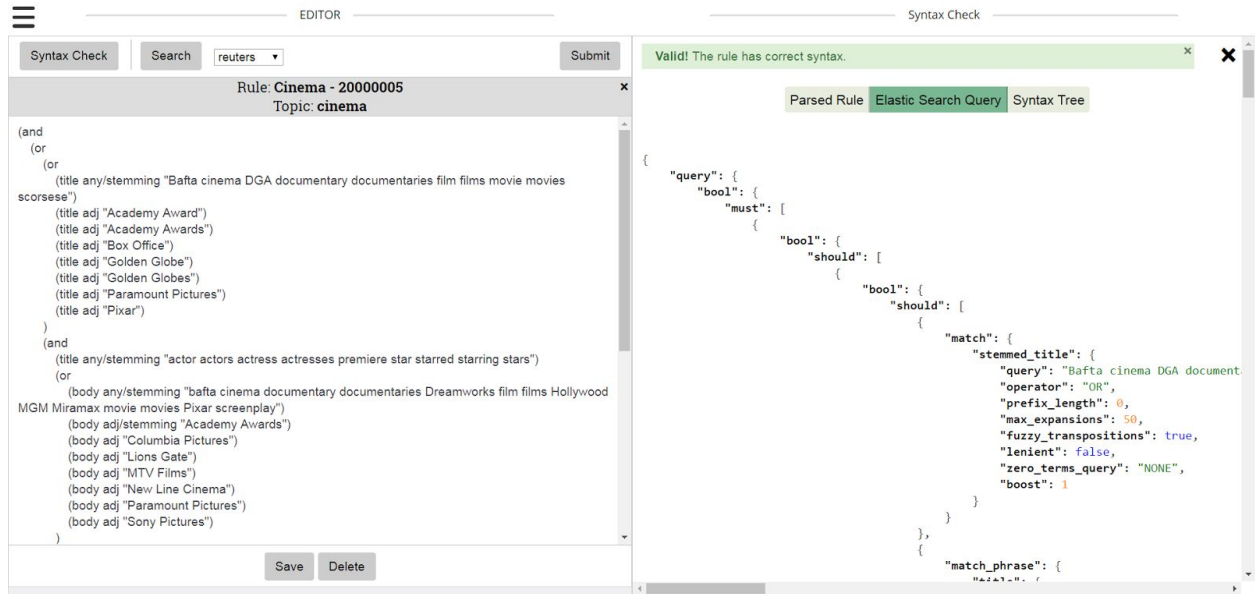 EDITOR
Syntax Check
Syntax Check
Search
reuters
Submit
Rule: Cinema - 20000005
Topic: cinema
(and
(or
(or
(title any/stemming "Bafta cinema DGA documentary documentaries film films movie movies
scorsese")
(title adj "Academy Award")
(title adj "Academy Awards")
(title adj "Box Office")
(title adj "Golden Globe")
(title adj "Golden Globes")
(title adj "Paramount Pictures")
(title adj "Pixar")
)
(and
(title any/stemming "actor actors actress actresses premiere star starred starring stars")
(or
(body any/stemming "bafta cinema documentary documentaries Dreamworks film films Hollywood
MGM Miramax movie movies Pixar screenplay")
(body adj/stemming "Academy Awards")
(body adj "Columbia Pictures")
(body adj "Lions Gate")
(body adj "MTV Films")
(body adj "New Line Cinema")
(body adj "Paramount Pictures")
(body adj "Sony Pictures")
)
Save
Delete
Valid! The rule has correct syntax.
Parsed Rule
Elastic Search Query
Syntax Tree
{
"query": {
"bool": {
"must": [
{
"bool": {
"should": [
{
"bool": {
"should": [
{
"match": {
"stemmed_title": {
"query": "Bafta cinema DGA document
"operator": "OR",
"prefix_length": 0,
"max_expansions": 50,
"fuzzy_transpositions": true,
"lenient": false,
"zero_terms_query": "NONE",
"boost": 1
}
}
},
{
"match_phrase": {